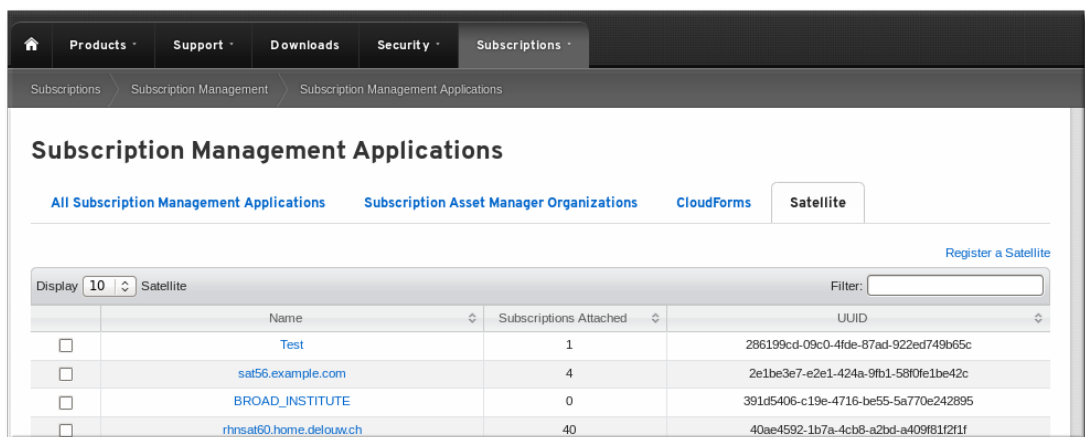 Products Support Downloads Security Subscriptions
Subscriptions Subscription Management Subscription Management Applications
Subscription Management Applications
All Subscription Management Applications Subscription Asset Manager Organizations CloudForms Satellite
Register a Satellite
Display 10 Satellite Filter:
Name Subscriptions Attached UUID
Test 1 286199cd-09c0-4fde-87ad-922ed749b65c
sat56.example.com 4 2e1be3e7-e2e1-424a-9fb1-58f0fe1be42c
BROAD_INSTITUTE 0 391d5406-c19e-4716-be55-5a770e242895
rhnsat60.home.delouw.ch 40 40ae4592-1b7a-4cb8-a2bd-a409f81f2f1f